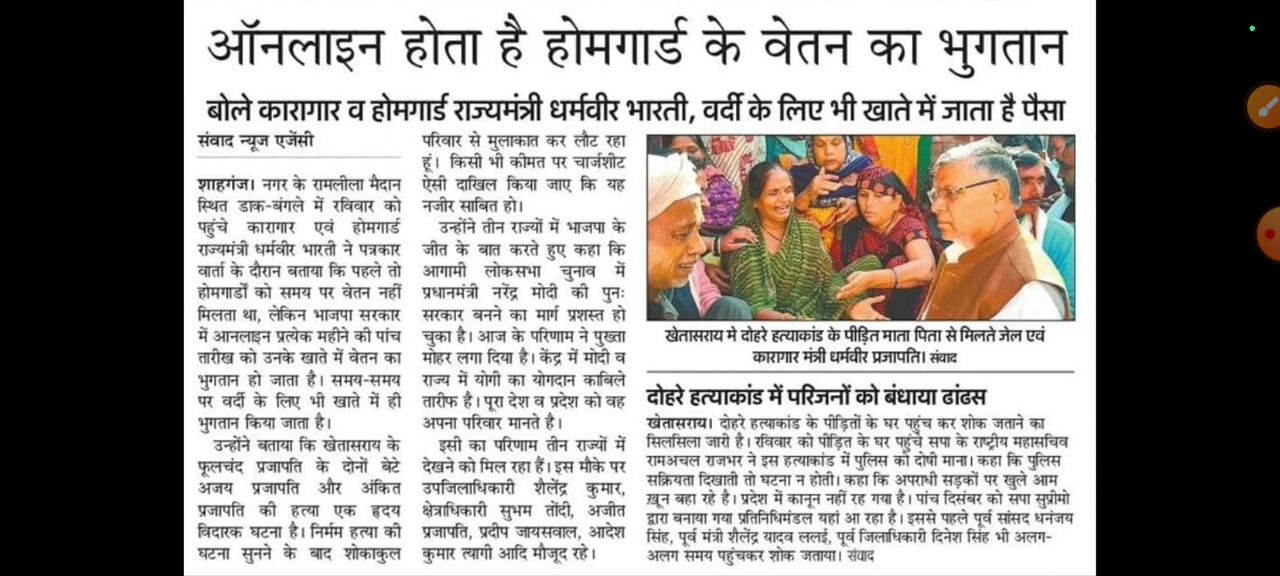 ऑनलाइन होता है होमगार्ड के वेतन का भुगतान
बोले कारागार व होमगार्ड राज्यमंत्री धर्मवीर भारती, वर्दी के लिए भी खाते में जाता है पैसा
संवाद न्यूज एजेंसी
शाहगंज। नगर के रामलीला मैदान
स्थित डाक-बंगले में रविवार को
पहुंचे कारागार एवं होमगार्ड
राज्यमंत्री धर्मवीर भारती ने पत्रकार
वार्ता के दौरान बताया कि पहले तो
होमगार्डों को समय पर वेतन नहीं
मिलता था, लेकिन भाजपा सरकार
में आनलाइन प्रत्येक महीने की पांच
तारीख को उनके खाते में वेतन का
भुगतान हो जाता है। समय-समय
पर वर्दी के लिए भी खाते में ही
भुगतान किया जाता है।
उन्होंने बताया कि खेतासराय के
फूलचंद प्रजापति के दोनों बेटे
अजय प्रजापति और अंकित
प्रजापति की हत्या एक हृदय
विदारक घटना है। निर्मम हत्या की
घटना सुनने के बाद शोकाकुल
परिवार से मुलाकात कर लौट रहा
हूं। किसी भी कीमत पर चार्जशीट
ऐसी दाखिल किया जाए कि यह
नजीर साबित हो।
उन्होंने तीन राज्यों में भाजपा के
जीत के बात करते हुए कहा कि
आगामी लोकसभा चुनाव में
प्रधानमंत्री नरेंद्र मोदी की पुनः
सरकार बनने का मार्ग प्रशस्त हो
चुका है। आज के परिणाम ने पुख्ता
मोहर लगा दिया है। केंद्र में मोदी व
राज्य में योगी का योगदान काबिले
तारीफ है। पूरा देश व प्रदेश को वह
अपना परिवार मानते है।
इसी का परिणाम तीन राज्यों में
देखने को मिल रहा हैं। इस मौके पर
उपजिलाधिकारी शैलेंद्र कुमार,
क्षेत्राधिकारी सुभम तोंदी, अजीत
प्रजापति, प्रदीप जायसवाल, आदेश
कुमार त्यागी आदि मौजूद रहे।
खेतासराय मे दोहरे हत्याकांड के पीड़ित माता पिता से मिलते जेल एवं
कारागार मंत्री धर्मवीर प्रजापति। संवाद
दोहरे हत्याकांड में परिजनों को बंधाया ढांढस
खेतासराय। दोहरे हत्याकांड के पीड़ितों के घर पहुंच कर शोक जताने का
सिलसिला जारी है। रविवार को पीड़ित के घर पहुंचे सपा के राष्ट्रीय महासचिव
रामअचल राजभर ने इस हत्याकांड में पुलिस को दोषी माना। कहा कि पुलिस
सक्रियता दिखाती तो घटना न होती। कहा कि अपराधी सड़कों पर खुले आम
खून बहा रहे है। प्रदेश में कानून नहीं रह गया है। पांच दिसंबर को सपा सुप्रीमो
द्वारा बनाया गया प्रतिनिधिमंडल यहां आ रहा है। इससे पहले पूर्व सांसद धनंजय
सिंह, पूर्व मंत्री शैलेंद्र यादव ललई, पूर्व जिलाधिकारी दिनेश सिंह भी अलग-
अलग समय पहुंचकर शोक जताया। संवाद